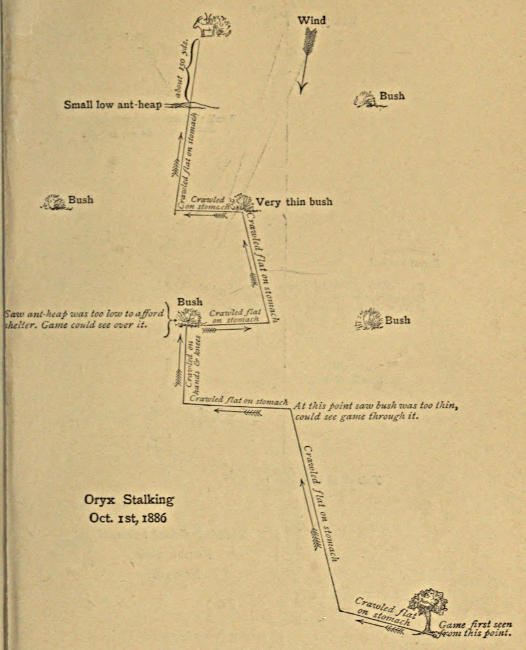 Wind
about 150 yds.
Small low ant-heap
Bush
Crawled flat on stomach
Bush
Crawled
on stomach
Very thin bush
Crawled flat on stomach
Bush
Saw ant-heap was too low to afford
shelter. Game could see over it.
Crawled flat
on stomach
Bush
Crawled on
hands & knees
Crawled flat on stomach
At this point saw bush was too thin,
could see game through it.
Crawled flat on stomach
Oryx Stalking
Oct. 1st, 1886
Crawled flat
on stomach
Game first seen
from this point.